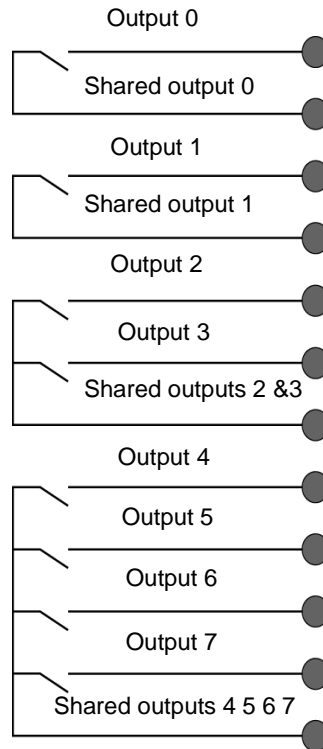 Output 0
Shared output 0
Output 1
Shared output 1
Output 2
Output 3
Shared outputs 2 &3
Output 4
Output 5
Output 6
Output 7
Shared outputs 4 5 6 7